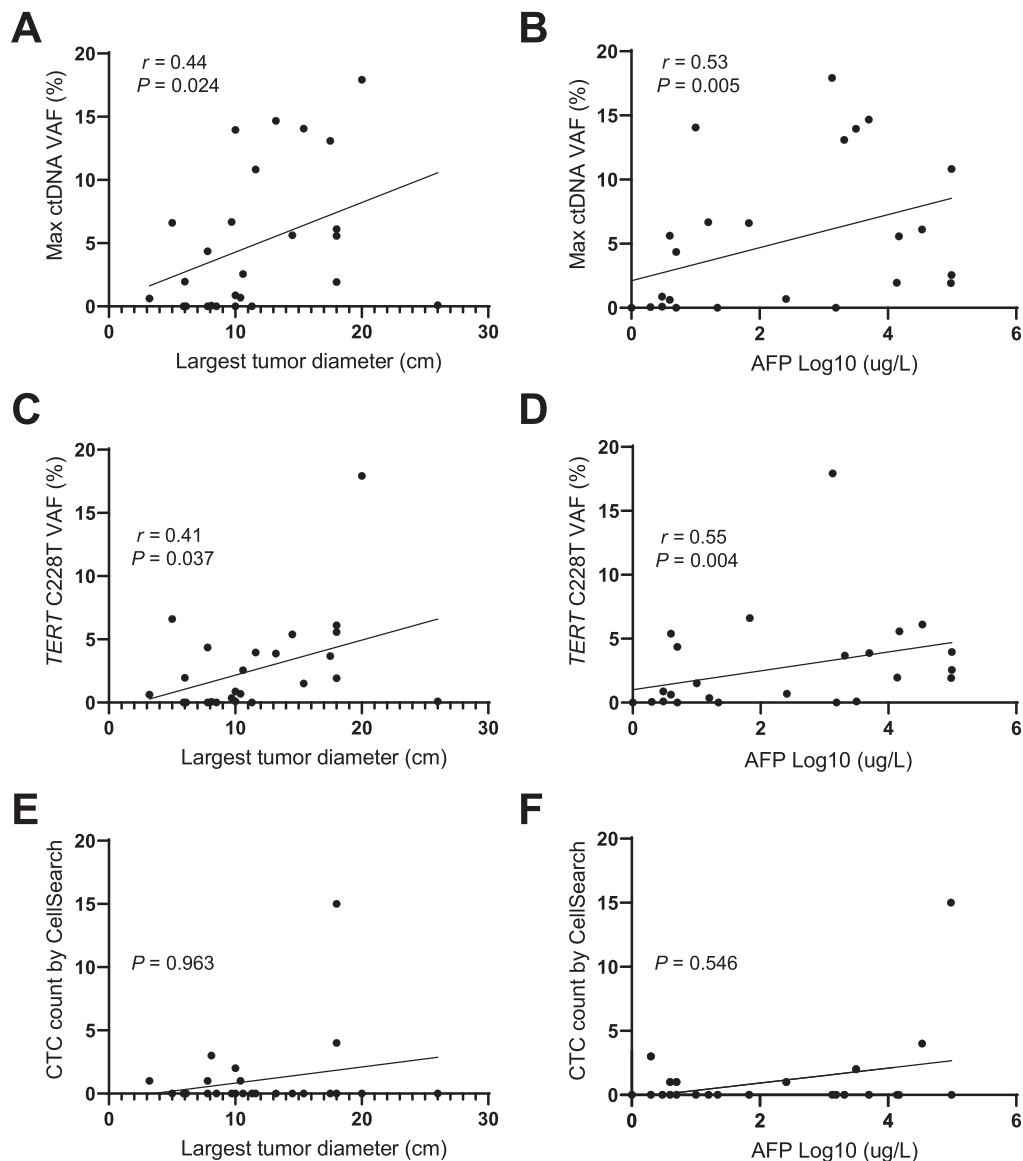 A
r = 0.44
P = 0.024
Max ctDNA VAF (%)
20
15
10
5
0
0
10
20
30
Largest tumor diameter (cm)
B
r = 0.53
P = 0.005
Max ctDNA VAF (%)
20
15
10
5
0
0
2
4
6
AFP Log10 (ug/L)
C
r = 0.41
P = 0.037
TERT C228T VAF (%)
20
15
10
5
0
0
10
20
30
Largest tumor diameter (cm)
D
r = 0.55
P = 0.004
TERT C228T VAF (%)
20
15
10
5
0
0
2
4
6
AFP Log10 (ug/L)
E
P = 0.963
CTC count by CellSearch
20
15
10
5
0
0
10
20
30
Largest tumor diameter (cm)
F
P = 0.546
CTC count by CellSearch
20
15
10
5
0
0
2
4
6
AFP Log10 (ug/L)